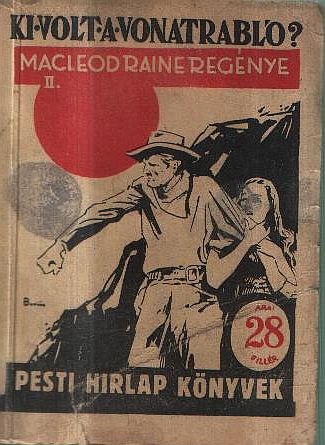 KI·VOLT·A·VONATRABLÓ?
MACLEOD RAINE REGÉNYE
II.
ÁRA:
28
FILLÉR
PESTI HIRLAP KÖNYVEK